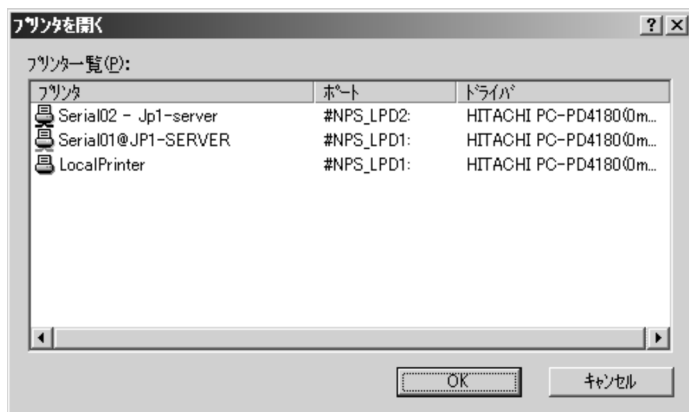 プリンタを開く
プリンター覧(P):
プリンタ ポート ドライバ
Serial02 - Jp1-server #NPS_LPD2: HITACHI PC-PD4180(0m...
Serial01@JP1-SERVER #NPS_LPD1: HITACHI PC-PD4180(0m...
LocalPrinter #NPS_LPD1: HITACHI PC-PD4180(0m...
OK キャンセル